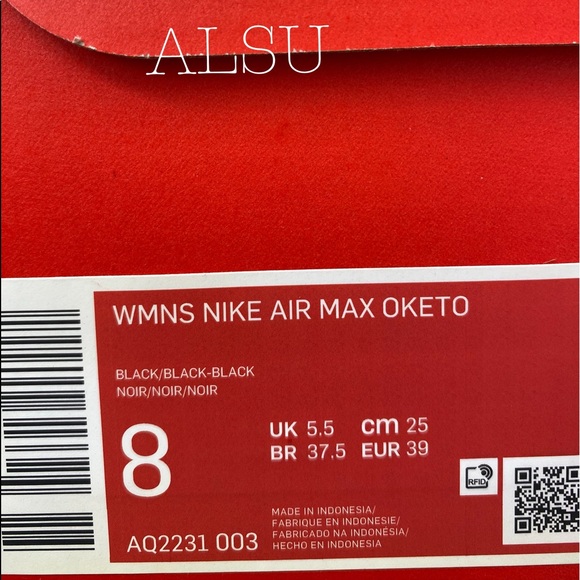 ALSU
WMNS NIKE AIR MAX OKETO
BLACK/BLACK-BLACK
NOIR/NOIR/NOIR
8
UK 5.5 cm 25
BR 37.5 EUR 39
RFID
MADE IN INDONESIA/
FABRIQUE EN INDONESIE/
FABRICADO NA INDONÉSIA/
HECHO EN INDONESIA
AQ2231 003